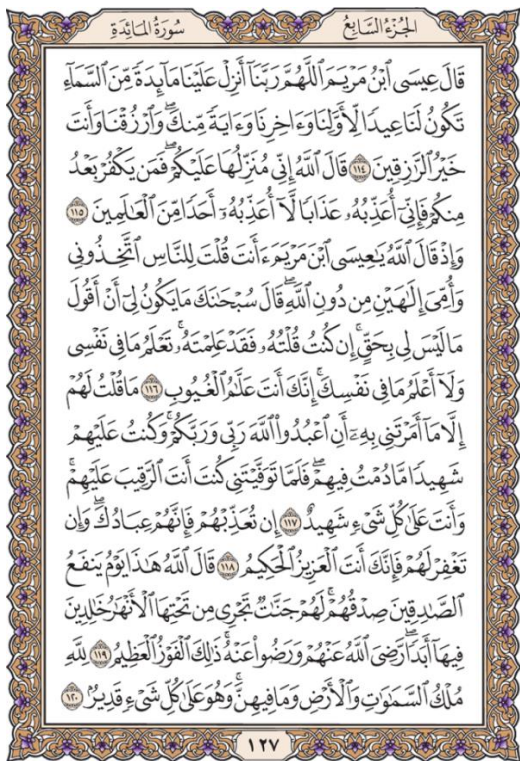 الجزء السابع
سورة المائدة
قَالَ عِيسَى ٱبْنُ مَرْيَمَ ٱللَّهُمَّ رَبَّنَآ أَنزِلْ عَلَيْنَا مَآئِدَةً مِّنَ ٱلسَّمَآءِ
تَكُونُ لَنَا عِيدًا لِّأَوَّلِنَا وَءَاخِرِنَا وَءَايَةً مِّنكَۖ وَٱرْزُقْنَا وَأَنتَ
خَيْرُ ٱلرَّٰزِقِينَ ١١٤ قَالَ ٱللَّهُ إِنِّي مُنَزِّلُهَا عَلَيْكُمْۖ فَمَن يَكْفُرْ بَعْدُ
مِنكُمْ فَإِنِّيٓ أُعَذِّبُهُۥ عَذَابًا لَّآ أُعَذِّبُهُۥٓ أَحَدًا مِّنَ ٱلْعَٰلَمِينَ ١١٥
وَإِذْ قَالَ ٱللَّهُ يَٰعِيسَى ٱبْنَ مَرْيَمَ ءَأَنتَ قُلْتَ لِلنَّاسِ ٱتَّخِذُونِي
وَأُمِّيَ إِلَٰهَيْنِ مِن دُونِ ٱللَّهِۖ قَالَ سُبْحَٰنَكَ مَا يَكُونُ لِيٓ أَنْ أَقُولَ
مَا لَيْسَ لِي بِحَقٍّۚ إِن كُنتُ قُلْتُهُۥ فَقَدْ عَلِمْتَهُۥۚ تَعْلَمُ مَا فِي نَفْسِي
وَلَآ أَعْلَمُ مَا فِي نَفْسِكَۚ إِنَّكَ أَنتَ عَلَّٰمُ ٱلْغُيُوبِ ١١٦ مَا قُلْتُ لَهُمْ
إِلَّا مَآ أَمَرْتَنِي بِهِۦٓ أَنِ ٱعْبُدُوا۟ ٱللَّهَ رَبِّي وَرَبَّكُمْۚ وَكُنتُ عَلَيْهِمْ
شَهِيدًا مَّا دُمْتُ فِيهِمْۖ فَلَمَّا تَوَفَّيْتَنِي كُنتَ أَنتَ ٱلرَّقِيبَ عَلَيْهِمْۚ
وَأَنتَ عَلَىٰ كُلِّ شَيْءٍ شَهِيدٌ ١١٧ إِن تُعَذِّبْهُمْ فَإِنَّهُمْ عِبَادُكَۖ وَإِن
تَغْفِرْ لَهُمْ فَإِنَّكَ أَنتَ ٱلْعَزِيزُ ٱلْحَكِيمُ ١١٨ قَالَ ٱللَّهُ هَٰذَا يَوْمُ يَنفَعُ
ٱلصَّٰدِقِينَ صِدْقُهُمْۚ لَهُمْ جَنَّٰتٌ تَجْرِي مِن تَحْتِهَا ٱلْأَنْهَٰرُ خَٰلِدِينَ
فِيهَآ أَبَدًاۖ رَّضِيَ ٱللَّهُ عَنْهُمْ وَرَضُوا۟ عَنْهُۚ ذَٰلِكَ ٱلْفَوْزُ ٱلْعَظِيمُ ١١٩ لِلَّهِ
مُلْكُ ٱلسَّمَٰوَٰتِ وَٱلْأَرْضِ وَمَا فِيهِنَّۚ وَهُوَ عَلَىٰ كُلِّ شَيْءٍ قَدِيرٌۢ ١٢٠
١٢٧